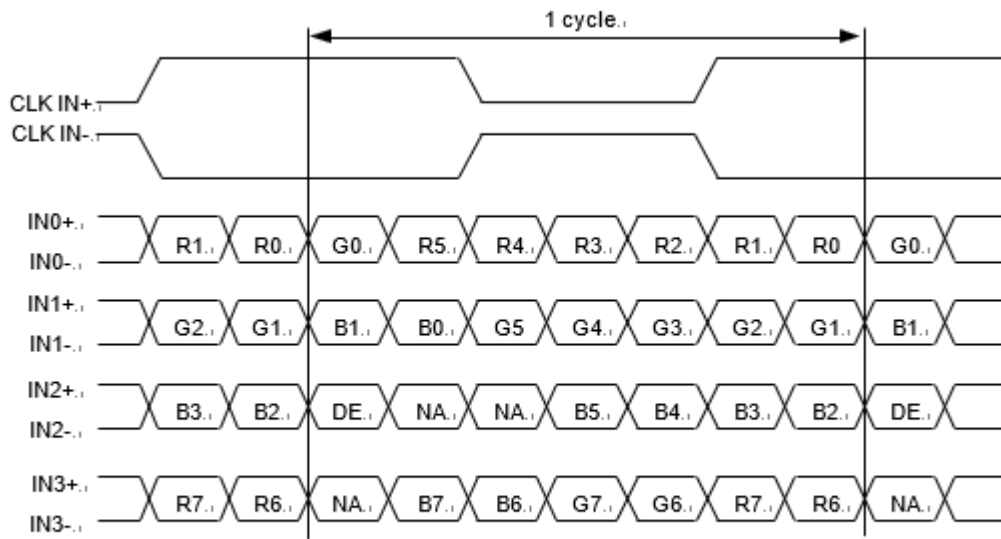 1 cycle.
CLK IN+.
CLK IN-.
IN0+.
R1. R0. G0. R5. R4. R3. R2. R1. R0 G0.
IN0-.
IN1+.
G2. G1. B1. B0. G5 G4. G3. G2. G1. B1.
IN1-.
IN2+.
B3. B2. DE. NA. NA. B5. B4. B3. B2. DE.
IN2-.
IN3+.
R7. R6. NA. B7. B6. G7. G6. R7. R6. NA.
IN3-.